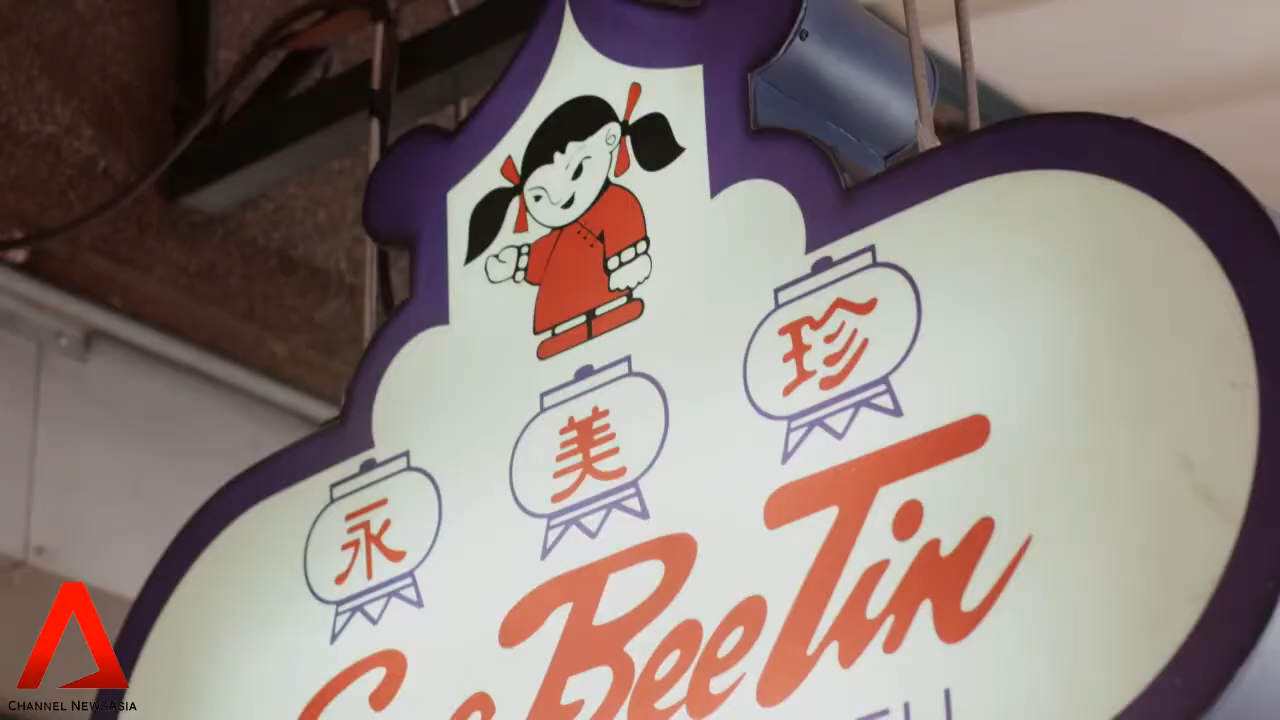 永 美 珍
Bee Tin
CHANNEL NEWSASIA